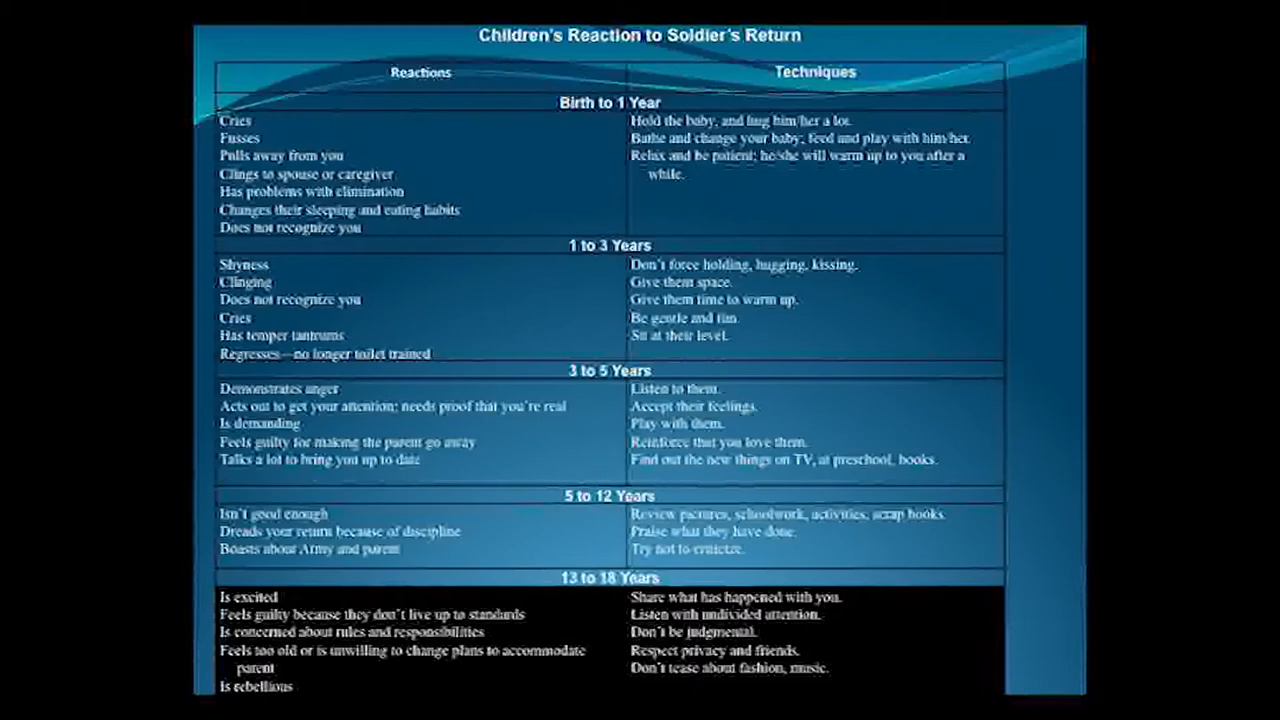 Children's Reaction to Soldier's Return
Reactions
Techniques
Birth to 1 Year
Cries
Fusses
Pulls away from you
Clings to spouse or caregiver
Has problems with elimination
Changes their sleeping and eating habits
Does not recognize you
Hold the baby, and hug him/her a lot.
Bathe and change your baby; feed and play with him/her.
Relax and be patient; he/she will warm up to you after a
while.
1 to 3 Years
Shyness
Clinging
Does not recognize you
Cries
Has temper tantrums
Regresses—no longer toilet trained
Don't force holding, hugging, kissing.
Give them space.
Give them time to warm up.
Be gentle and fun.
Sit at their level.
3 to 5 Years
Demonstrates anger
Acts out to get your attention; needs proof that you're real
Is demanding
Feels guilty for making the parent go away
Talks a lot to bring you up to date
Listen to them.
Accept their feelings.
Play with them.
Reinforce that you love them.
Find out the new things on TV, at preschool, books.
5 to 12 Years
Isn't good enough
Dreads your return because of discipline
Boasts about Army and parent
Review pictures, schoolwork, activities, scrap books.
Praise what they have done.
Try not to criticize.
13 to 18 Years
Is excited
Feels guilty because they don't live up to standards
Is concerned about rules and responsibilities
Feels too old or is unwilling to change plans to accommodate
parent
Is rebellious
Share what has happened with you.
Listen with undivided attention.
Don't be judgmental.
Respect privacy and friends.
Don't tease about fashion, music.